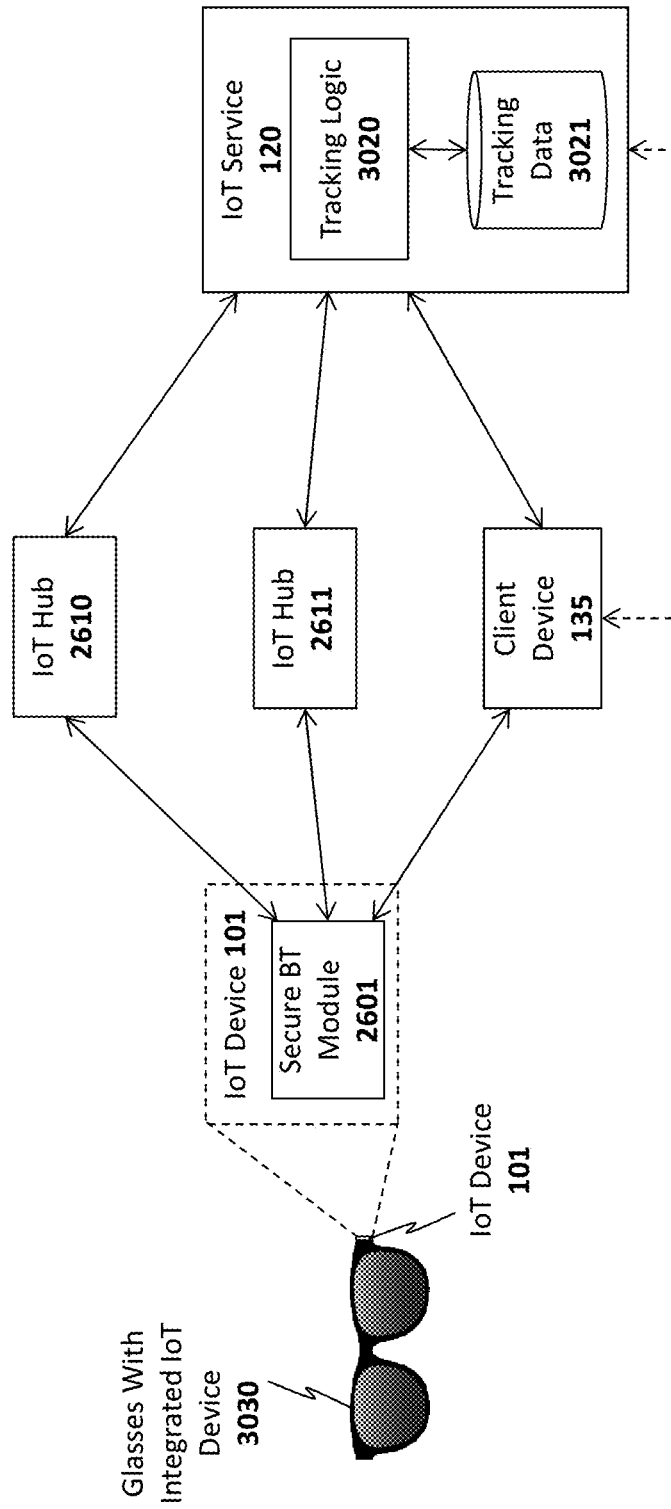 Glasses With
Integrated IoT
Device
3030
IoT Device
101
IoT Device 101
Secure BT
Module
2601
IoT Hub
2610
IoT Hub
2611
Client
Device
135
IoT Service
120
Tracking Logic
3020
Tracking
Data
3021